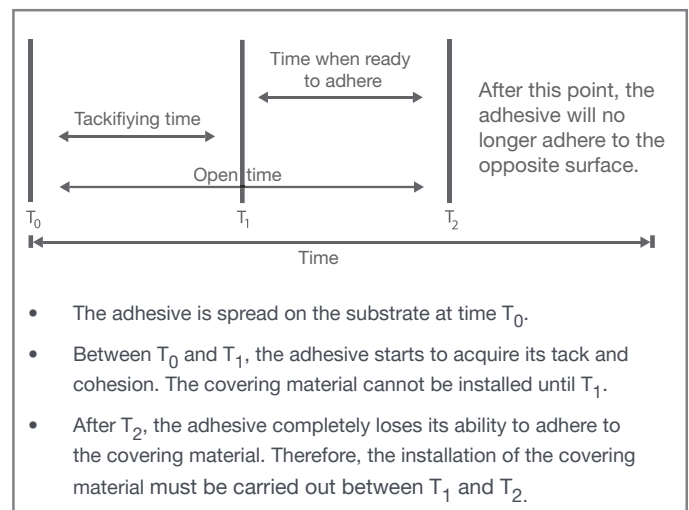 Time when ready
to adhere
After this point, the
adhesive will no
longer adhere to the
opposite surface.
Tackifiying time
Open time
T0 T1 T2
Time
• The adhesive is spread on the substrate at time T0.
• Between T0 and T1, the adhesive starts to acquire its tack and
cohesion. The covering material cannot be installed until T1.
• After T2, the adhesive completely loses its ability to adhere to
the covering material. Therefore, the installation of the covering
material must be carried out between T1 and T2.